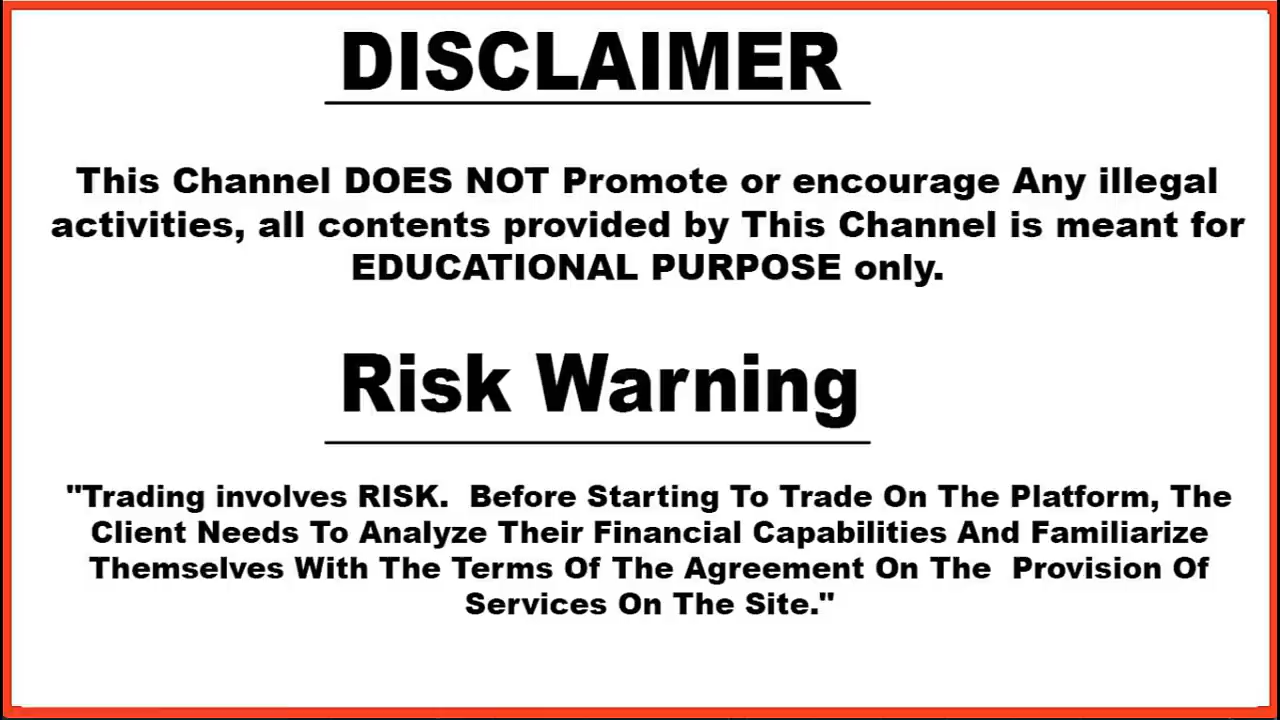 DISCLAIMER
This Channel DOES NOT Promote or encourage Any illegal
activities, all contents provided by This Channel is meant for
EDUCATIONAL PURPOSE only.
Risk Warning
"Trading involves RISK.  Before Starting To Trade On The Platform, The
Client Needs To Analyze Their Financial Capabilities And Familiarize
Themselves With The Terms Of The Agreement On The  Provision Of
Services On The Site."